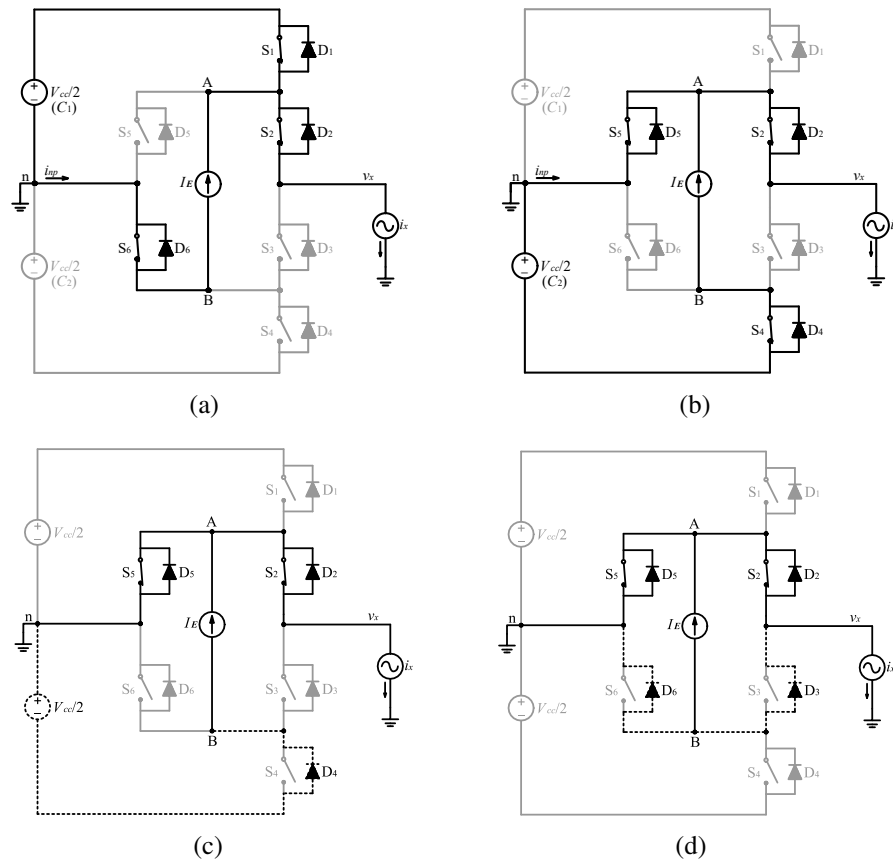 S1 D1
A
Vcc/2
(C1)
S5 D5
S2 D2
n
inp
IE
vx
ix
S6 D6
S3 D3
Vcc/2
(C2)
B
S4 D4
(a)
S1 D1
A
Vcc/2
(C1)
S5 D5
S2 D2
n
inp
IE
vx
i
S6 D6
S3 D3
Vcc/2
(C2)
B
S4 D4
(b)
S1 D1
Vcc/2
A
S5 D5
S2 D2
n
IE
vx
ix
S6 D6
S3 D3
Vcc/2
B
S4 D4
(c)
S1 D1
Vcc/2
A
S5 D5
S2 D2
n
IE
vx
ix
S6 D6
S3 D3
Vcc/2
B
S4 D4
(d)